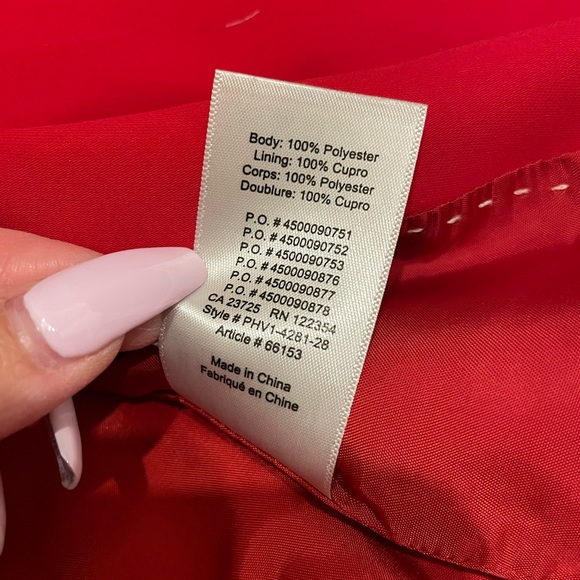 Body: 100% Polyester
Lining: 100% Cupro
Corps: 100% Polyester
Doublure: 100% Cupro
P.O. # 4500090751
P.O. # 4500090752
P.O. # 4500090753
P.O. # 4500090876
P.O. # 4500090877
P.O. # 4500090878
CA 23725 RN 122354
Style # PHV1-4281-28
Article # 66153
Made in China
Fabriqué en Chine